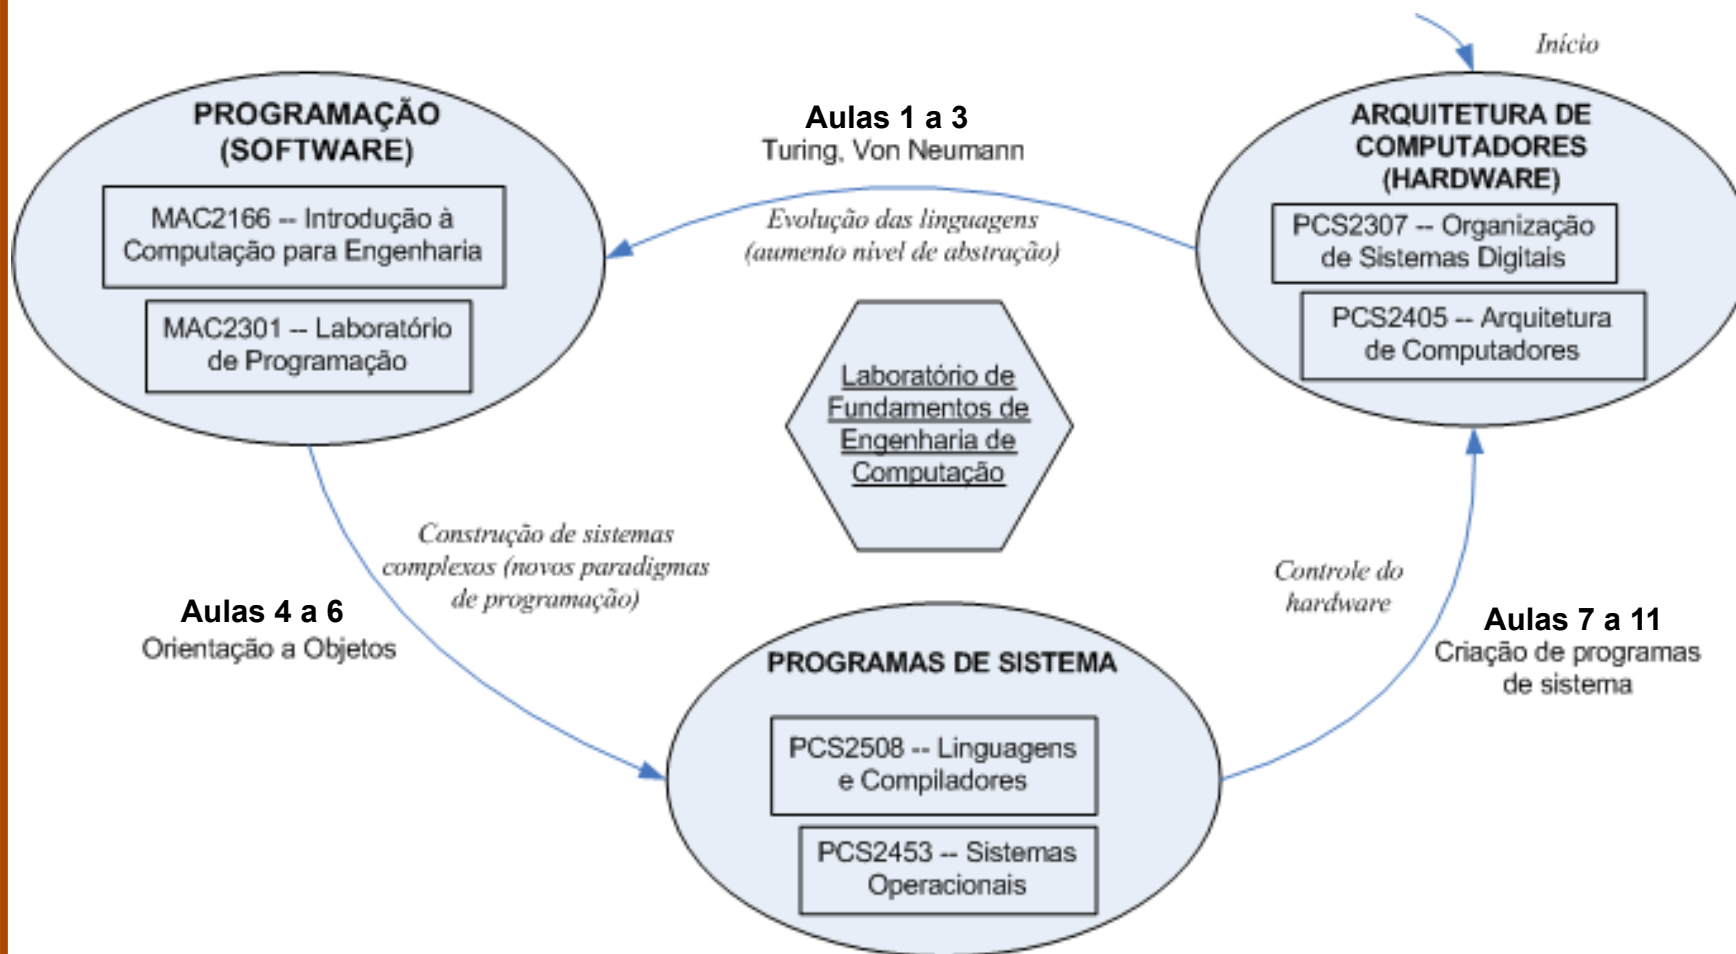 Início
PROGRAMAÇÃO
(SOFTWARE)
MAC2166 -- Introdução à
Computação para Engenharia
MAC2301 -- Laboratório
de Programação
Aulas 1 a 3
Turing, Von Neumann
Evolução das linguagens
(aumento nível de abstração)
ARQUITETURA DE
COMPUTADORES
(HARDWARE)
PCS2307 -- Organização
de Sistemas Digitais
PCS2405 -- Arquitetura
de Computadores
Laboratório de
Fundamentos de
Engenharia de
Computação
Construção de sistemas
complexos (novos paradigmas
de programação)
Aulas 4 a 6
Orientação a Objetos
Controle do
hardware
Aulas 7 a 11
Criação de programas
de sistema
PROGRAMAS DE SISTEMA
PCS2508 -- Linguagens
e Compiladores
PCS2453 -- Sistemas
Operacionais